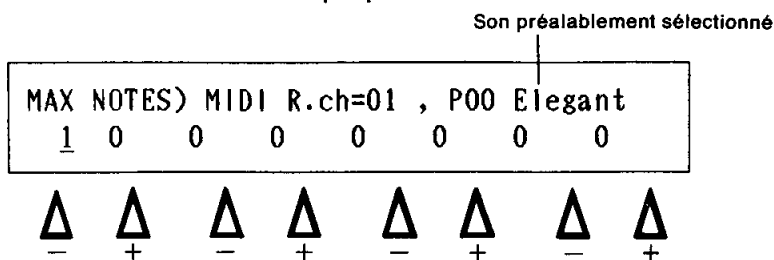 Son préalablement sélectionné
MAX NOTES) MIDI R.ch=01 , P00 Elegant
1 0 0 0 0 0 0 0
- + - + - + - +